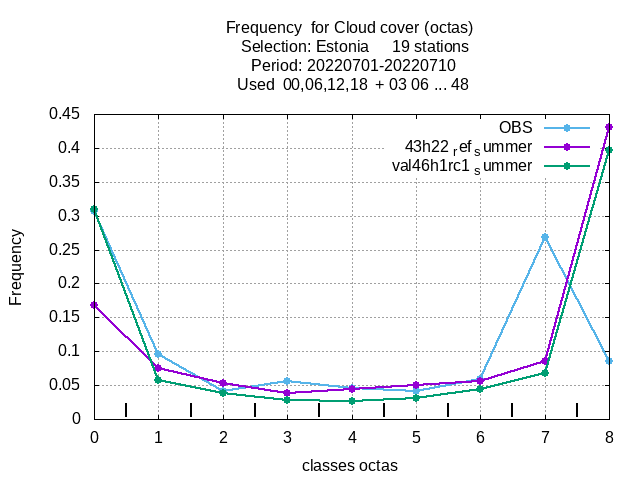 Frequency  for Cloud cover (octas)
Selection: Estonia     19 stations
Period: 20220701-20220710
Used  00,06,12,18  + 03 06 ... 48
0.45
0.4
0.35
0.3
0.25
0.2
0.15
0.1
0.05
0
Frequency
OBS
43h22 ref summer
val46h1rc1 summer
0 1 2 3 4 5 6 7 8
classes octas